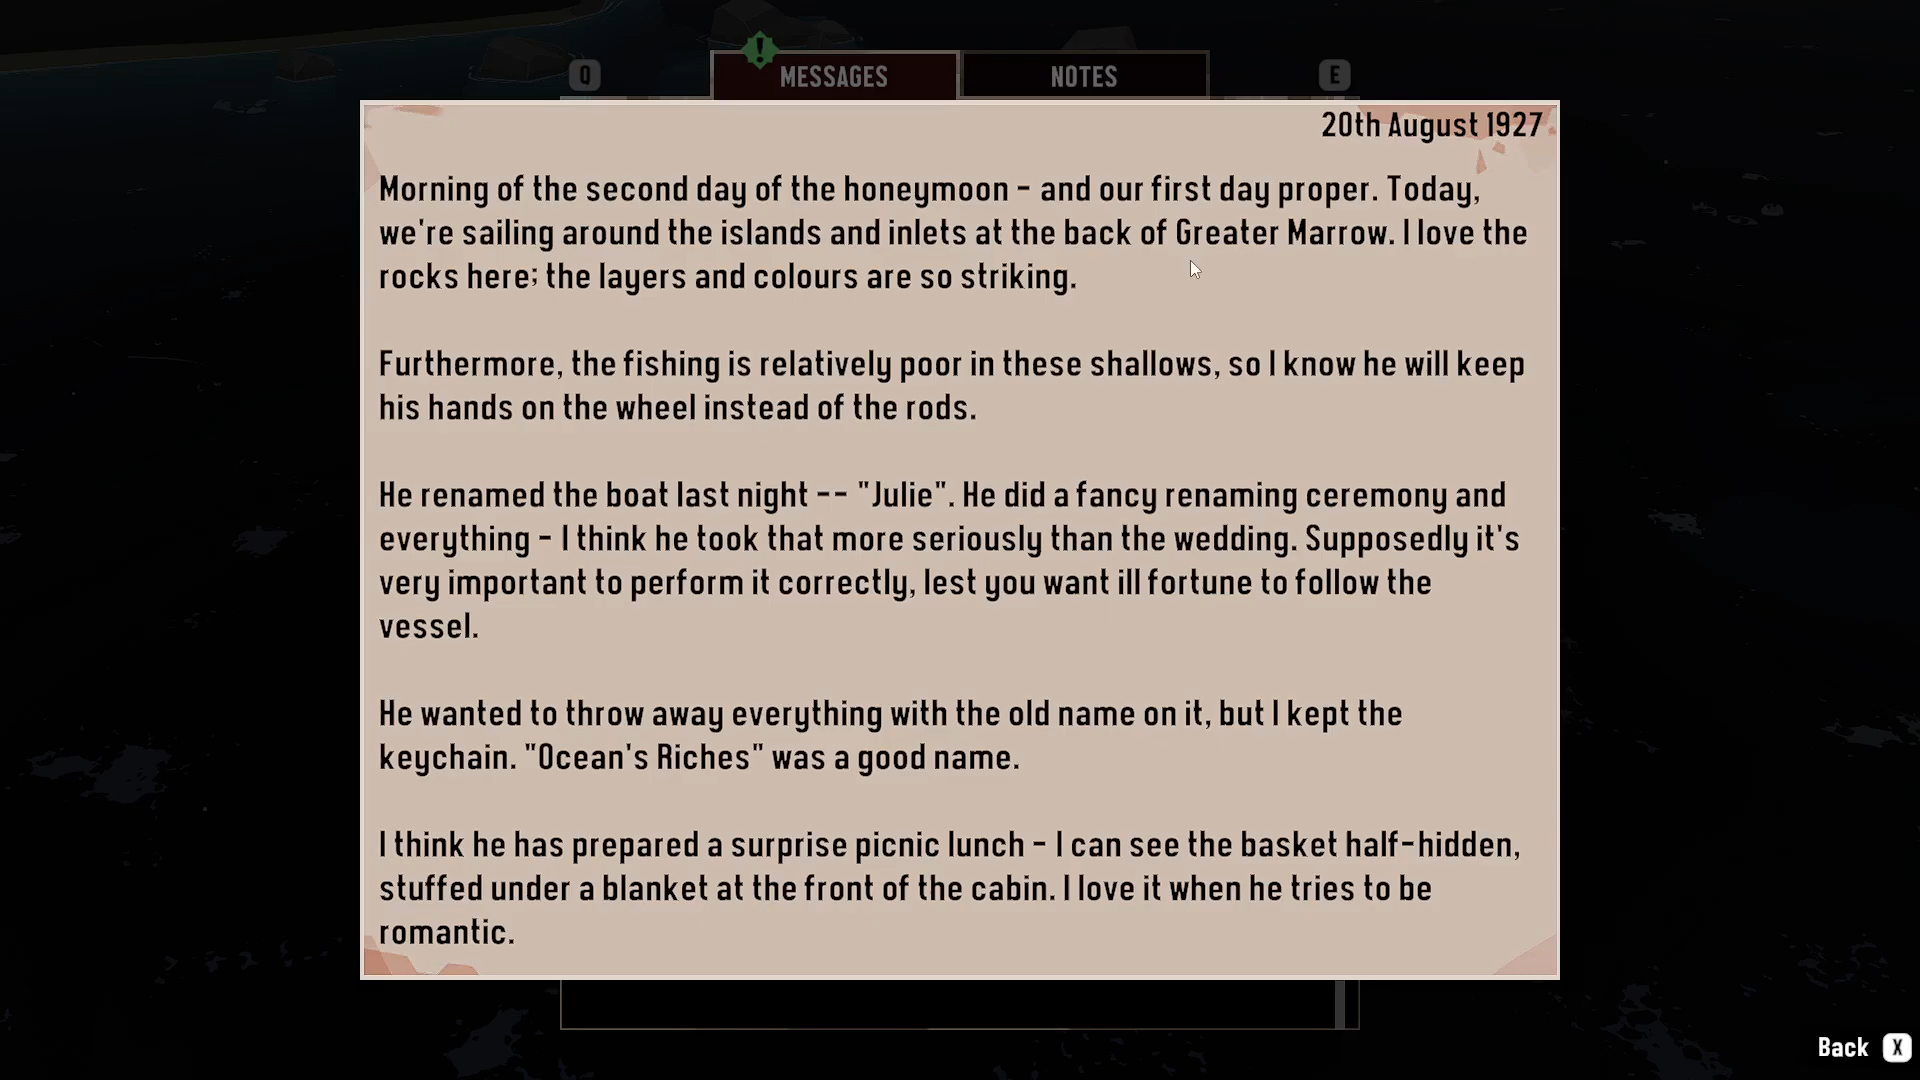 !
Q
MESSAGES
NOTES
E
20th August 1927
Morning of the second day of the honeymoon - and our first day proper. Today,
we're sailing around the islands and inlets at the back of Greater Marrow. I love the
rocks here; the layers and colours are so striking.
Furthermore, the fishing is relatively poor in these shallows, so I know he will keep
his hands on the wheel instead of the rods.
He renamed the boat last night -- "Julie". He did a fancy renaming ceremony and
everything - I think he took that more seriously than the wedding. Supposedly it's
very important to perform it correctly, lest you want ill fortune to follow the
vessel.
He wanted to throw away everything with the old name on it, but I kept the
keychain. "Ocean's Riches" was a good name.
I think he has prepared a surprise picnic lunch - I can see the basket half-hidden,
stuffed under a blanket at the front of the cabin. I love it when he tries to be
romantic.
Back X